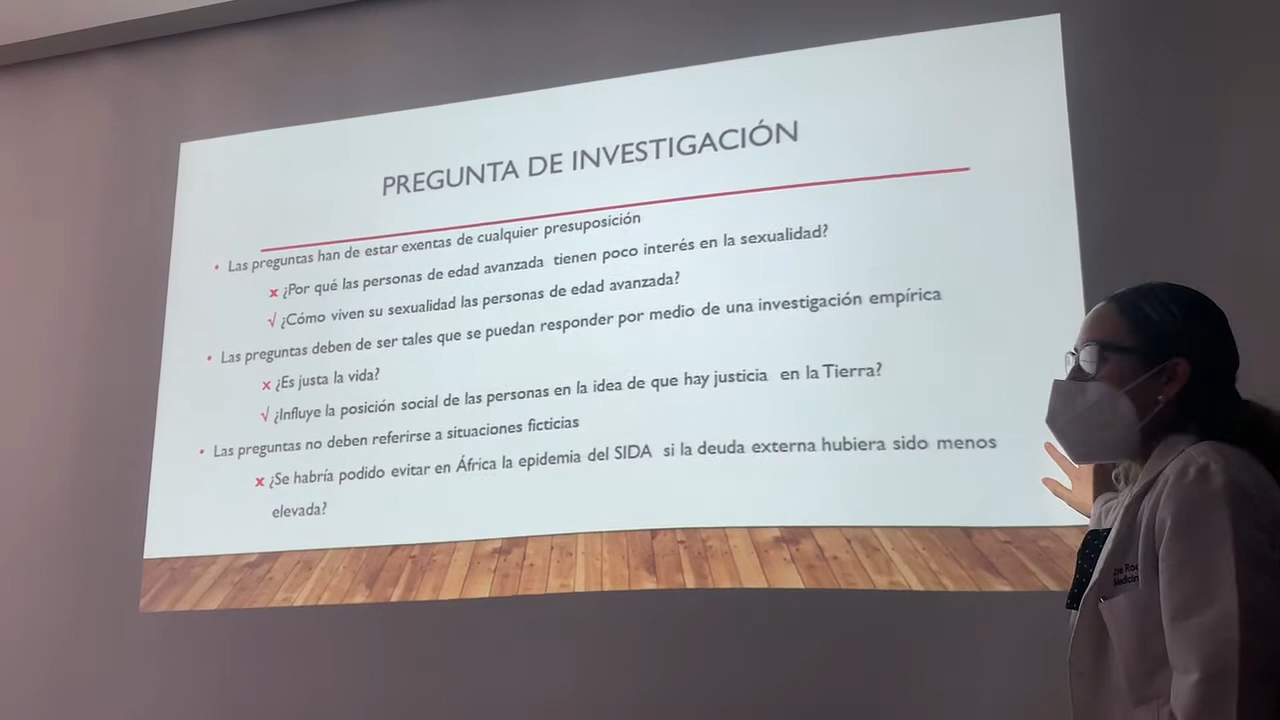 PREGUNTA DE INVESTIGACIÓN
• Las preguntas han de estar exentas de cualquier presuposición
x ¿Por qué las personas de edad avanzada tienen poco interés en la sexualidad?
√ ¿Cómo viven su sexualidad las personas de edad avanzada?
• Las preguntas deben de ser tales que se puedan responder por medio de una investigación empírica
x ¿Es justa la vida?
√ ¿Influye la posición social de las personas en la idea de que hay justicia en la Tierra?
• Las preguntas no deben referirse a situaciones ficticias
x ¿Se habría podido evitar en África la epidemia del SIDA si la deuda externa hubiera sido menos
elevada?